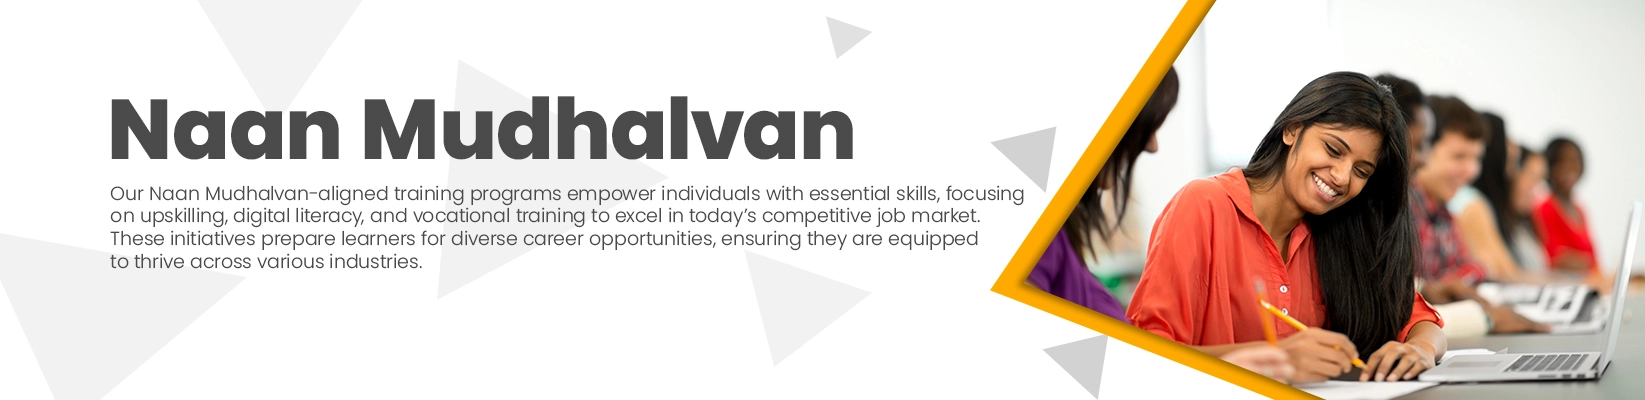 Naan Mudhalvan
Our Naan Mudhalvan-aligned training programs empower individuals with essential skills, focusing
on upskilling, digital literacy, and vocational training to excel in today’s competitive job market.
These initiatives prepare learners for diverse career opportunities, ensuring they are equipped
to thrive across various industries.